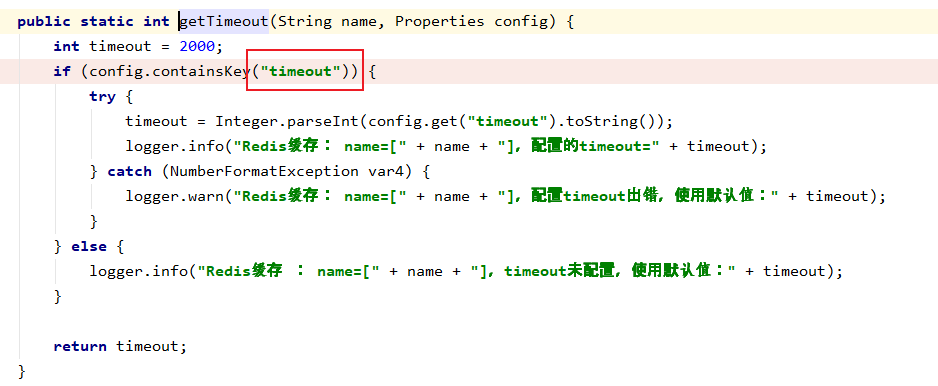 public static int getTimeout(String name, Properties config) {
    int timeout = 2000;
    if (config.containsKey("timeout")) {
        try {
            timeout = Integer.parseInt(config.get("timeout").toString());
            logger.info("Redis缓存： name=[" + name + "]，配置的timeout=" + timeout);
        } catch (NumberFormatException var4) {
            logger.warn("Redis缓存： name=[" + name + "]，配置timeout出错，使用默认值：" + timeout);
        }
    } else {
        logger.info("Redis缓存 ： name=[" + name + "]，timeout未配置，使用默认值：" + timeout);
    }
    return timeout;
}